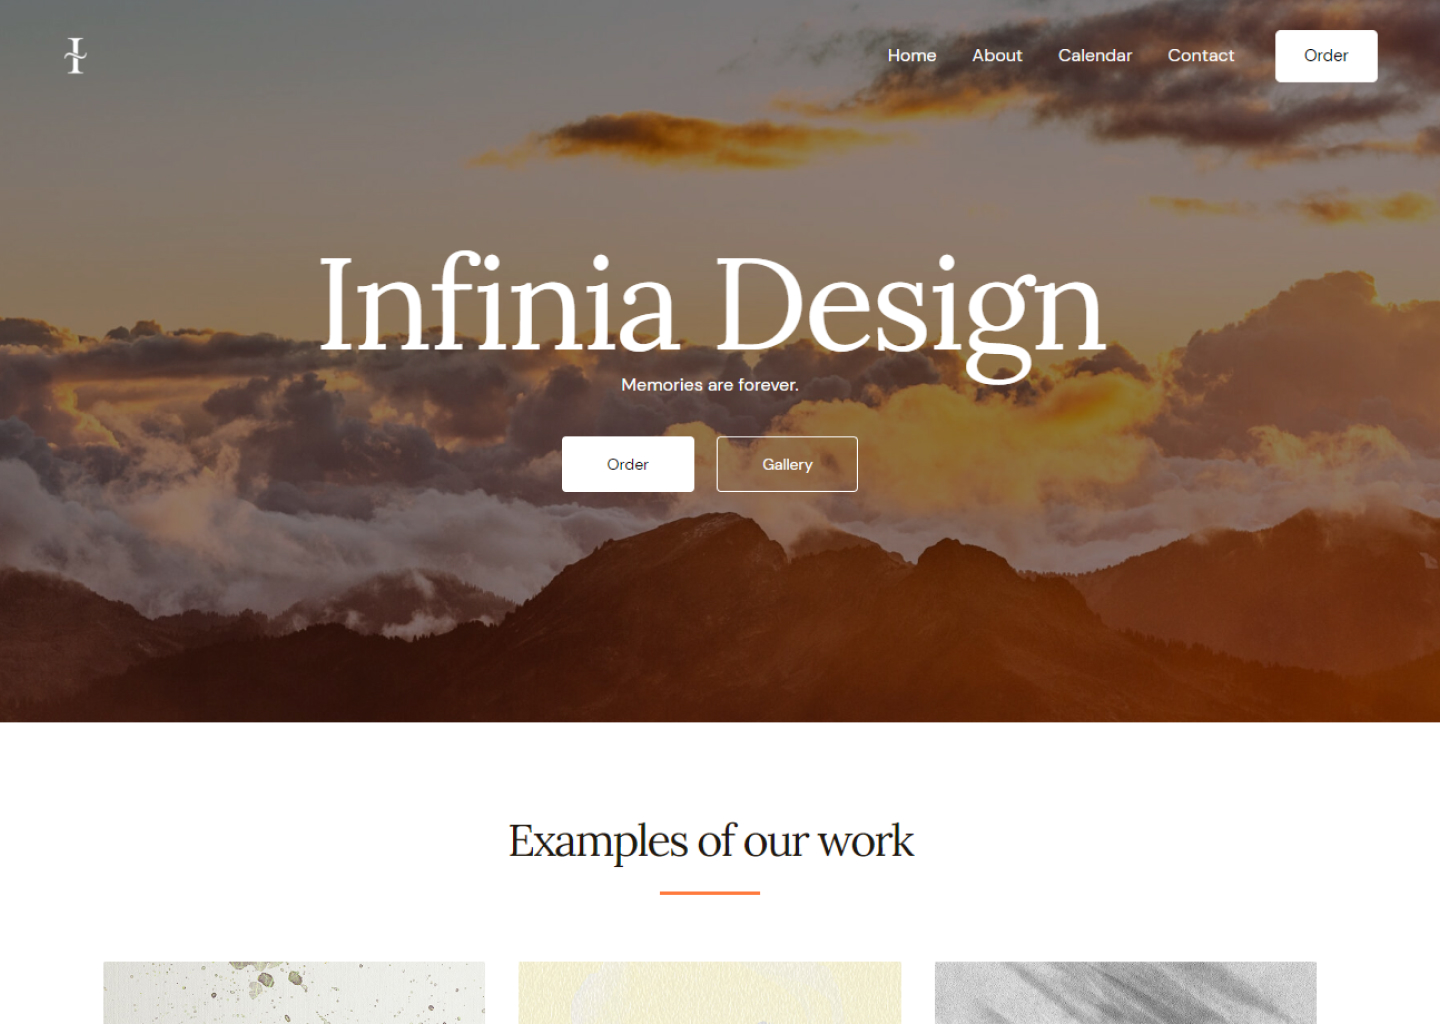 I
Home About Calendar Contact Order
Infinia Design
Memories are forever.
Order Gallery
Examples of our work